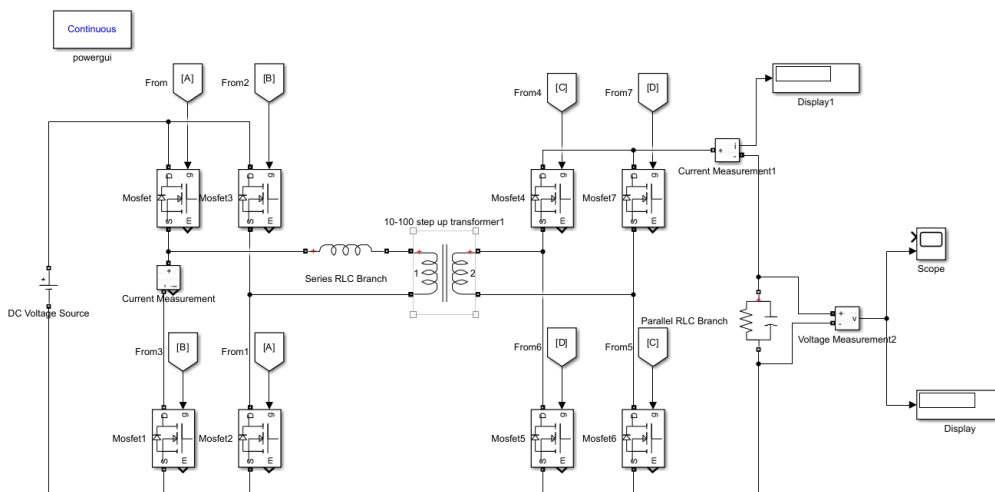 Continuous
powergui
From
[A]
From2
[B]
From4
[C]
From7
[D]
Display1
i
+
-
Current Measurement1
D
g
Mosfet
S
m
D
g
Mosfet3
S
m
D
g
Mosfet4
S
m
D
g
Mosfet7
S
m
10-100 step up transformer1
+
+
1
2
+
Series RLC Branch
+
i
-
Current Measurement
+
DC Voltage Source
Scope
+
Parallel RLC Branch
+
-
v
Voltage Measurement2
From3
[B]
From1
[A]
From6
[D]
From5
[C]
Display
D
g
Mosfet1
S
m
D
g
Mosfet2
S
m
D
g
Mosfet5
S
m
D
g
Mosfet6
S
m